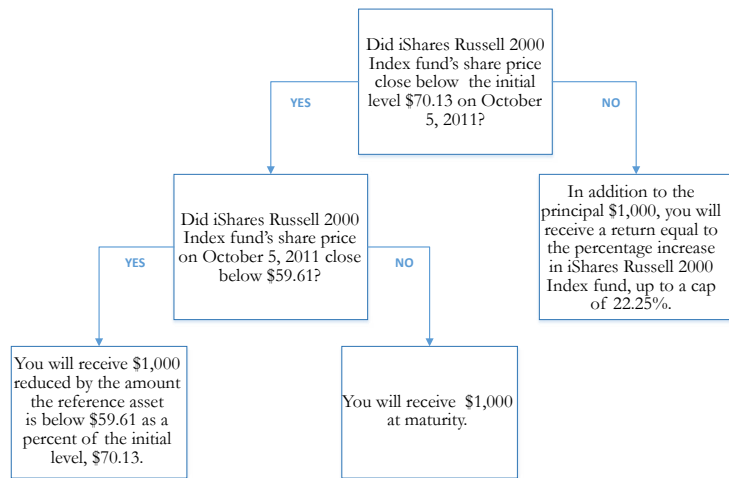 Did iShares Russell 2000
Index fund's share price
close below the initial
level $70.13 on October
5, 2011?
YES
NO
Did iShares Russell 2000
Index fund's share price
on October 5, 2011 close
below $59.61?
In addition to the
principal $1,000, you will
receive a return equal to
the percentage increase
in iShares Russell 2000
Index fund, up to a cap
of 22.25%.
YES
NO
You will receive $1,000
reduced by the amount
the reference asset
is below $59.61 as a
percent of the initial
level, $70.13.
You will receive $1,000
at maturity.